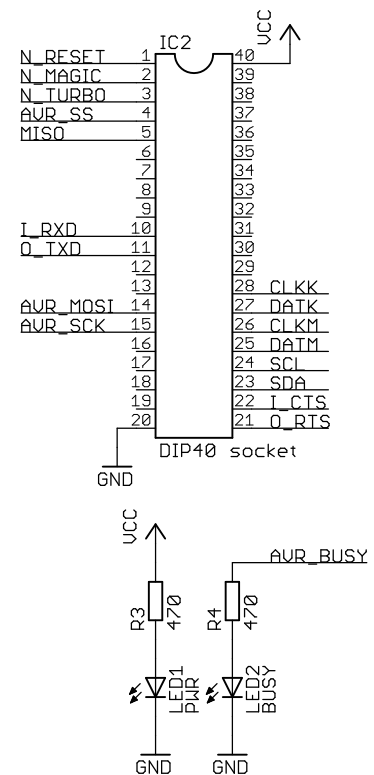 VCC
IC2
N_RESET 1 40
N_MAGIC 2 39
N_TURBO 3 38
AVR_SS 4 37
MISO 5 36
6 35
7 34
8 33
9 32
I_RXD 10 31
O_TXD 11 30
12 29
13 28 CLKK
AVR_MOSI 14 27 DATK
AVR_SCK 15 26 CLKM
16 25 DATM
17 24 SCL
18 23 SDA
19 22 I_CTS
20 21 O_RTS
DIP40 socket
GND
VCC
AVR_BUSY
R3
470
R4
470
LED1
PWR
LED2
BUSY
GND
GND